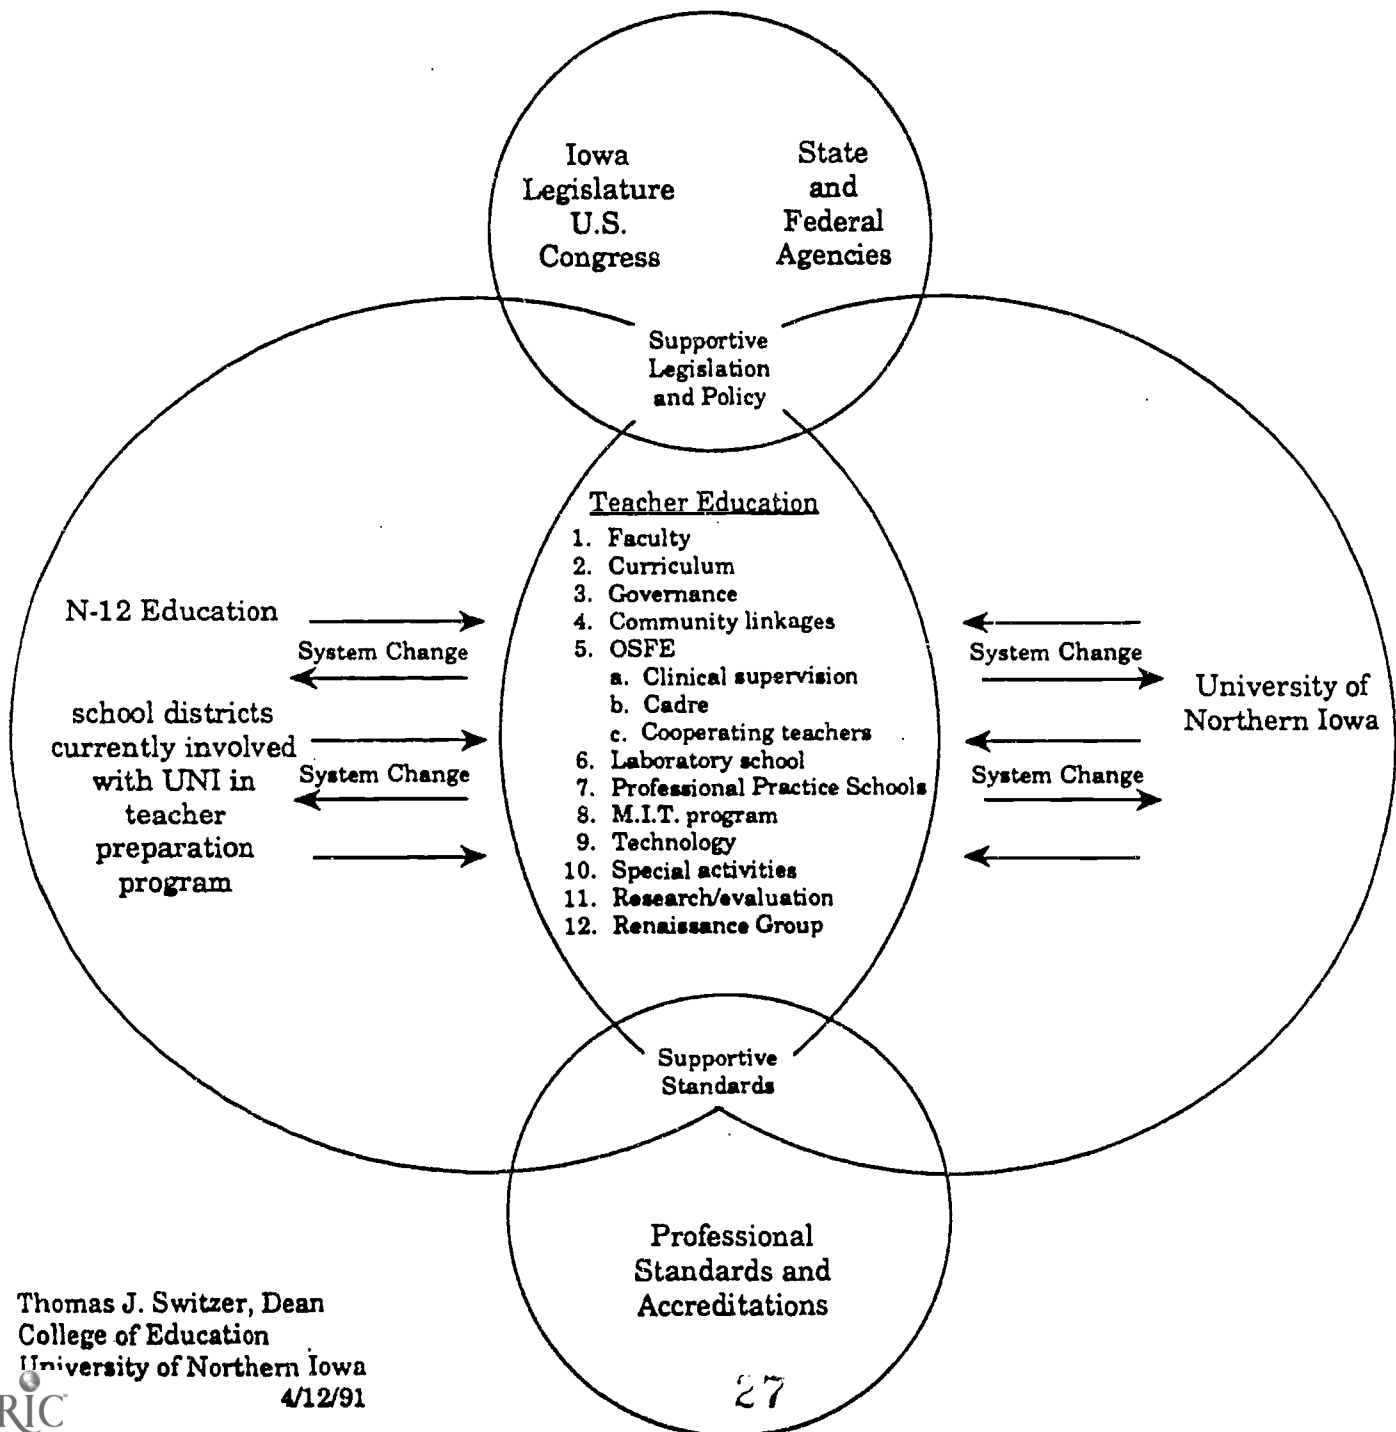 Iowa
Legislature
U.S.
Congress
State
and
Federal
Agencies
Supportive
Legislation
and Policy
Teacher Education
1. Faculty
2. Curriculum
3. Governance
4. Community linkages
5. OSFE
a. Clinical supervision
b. Cadre
c. Cooperating teachers
6. Laboratory school
7. Professional Practice Schools
8. M.I.T. program
9. Technology
10. Special activities
11. Research/evaluation
12. Renaissance Group
N-12 Education
System Change
school districts
currently involved
with UNI in
teacher
preparation
program
System Change
System Change
University of
Northern Iowa
System Change
Supportive
Standards
Professional
Standards and
Accreditations
Thomas J. Switzer, Dean
College of Education
University of Northern Iowa
4/12/91
27
RIC